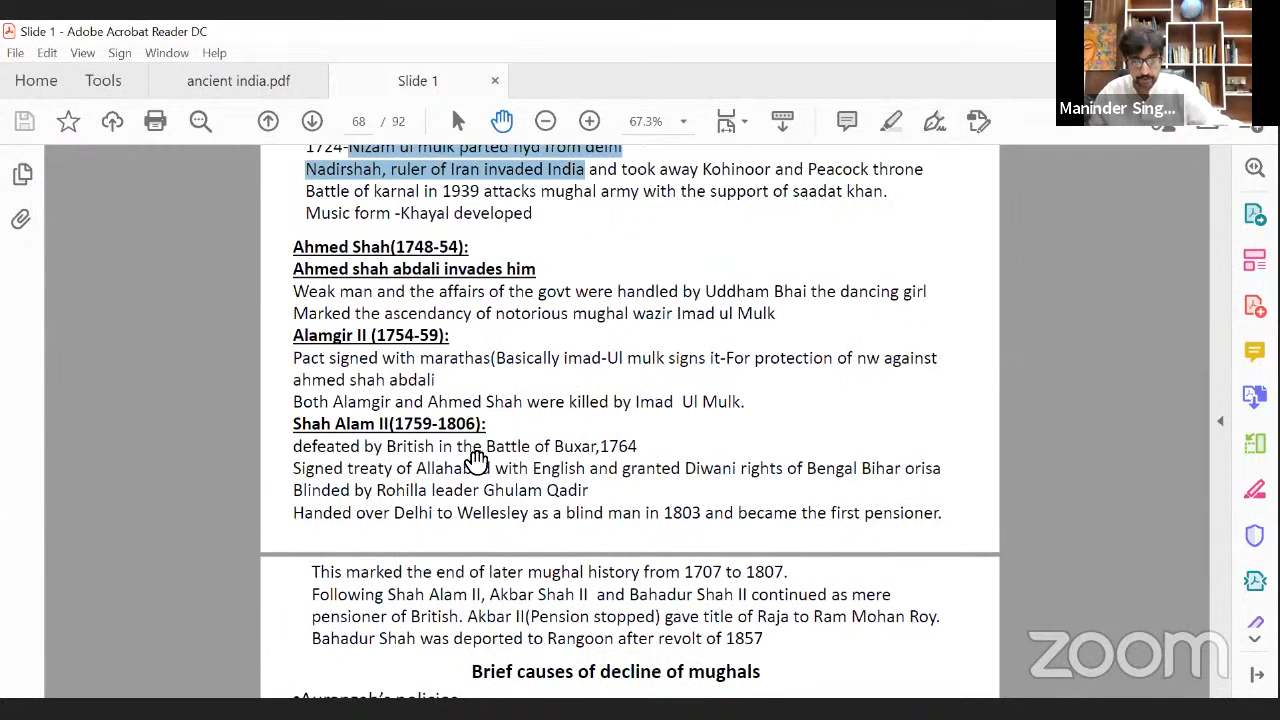 Slide 1 - Adobe Acrobat Reader DC
File Edit View Sign Window Help
Home Tools ancient india.pdf Slide 1 ×
68 / 92 67.3%
Maninder Sing...
1724-Nizam ul mulk parted hyd from delhi
Nadirshah, ruler of Iran invaded India and took away Kohinoor and Peacock throne
Battle of karnal in 1939 attacks mughal army with the support of saadat khan.
Music form -Khayal developed
Ahmed Shah(1748-54):
Ahmed shah abdali invades him
Weak man and the affairs of the govt were handled by Uddham Bhai the dancing girl
Marked the ascendancy of notorious mughal wazir Imad ul Mulk
Alamgir II (1754-59):
Pact signed with marathas(Basically imad-Ul mulk signs it-For protection of nw against
ahmed shah abdali
Both Alamgir and Ahmed Shah were killed by Imad Ul Mulk.
Shah Alam II(1759-1806):
defeated by British in the Battle of Buxar,1764
Signed treaty of Allahabad with English and granted Diwani rights of Bengal Bihar orisa
Blinded by Rohilla leader Ghulam Qadir
Handed over Delhi to Wellesley as a blind man in 1803 and became the first pensioner.
This marked the end of later mughal history from 1707 to 1807.
Following Shah Alam II, Akbar Shah II and Bahadur Shah II continued as mere
pensioner of British. Akbar II(Pension stopped) gave title of Raja to Ram Mohan Roy.
Bahadur Shah was deported to Rangoon after revolt of 1857
zoom
Brief causes of decline of mughals